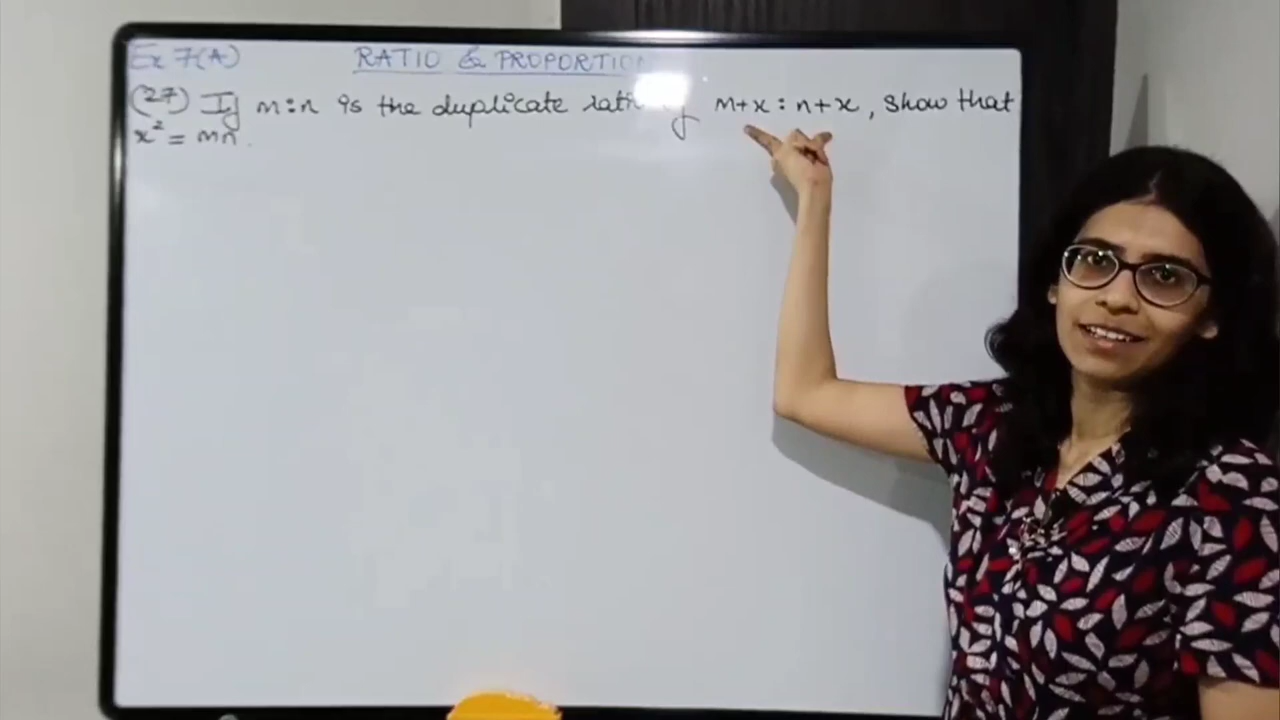 Ex 7(A) RATIO & PROPORTION
(27) If m:n is the duplicate ratio of m+x : n+x, show that
x² = mn.